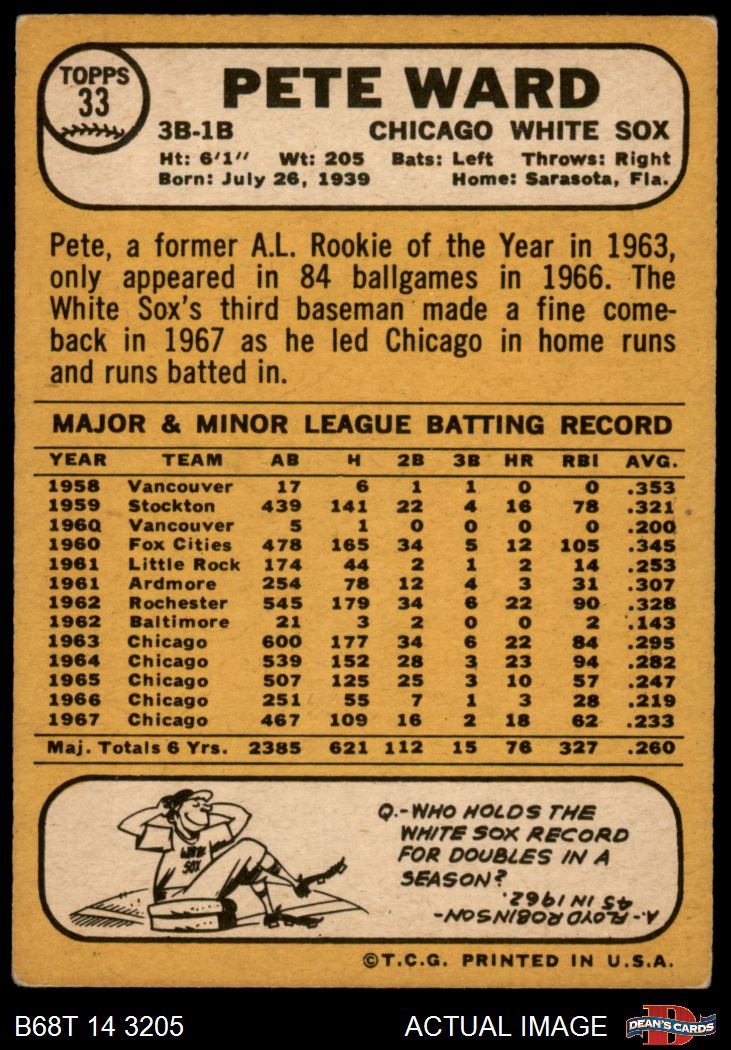 TOPPS
33
PETE WARD
3B-1B CHICAGO WHITE SOX
Ht: 6'1" Wt: 205 Bats: Left Throws: Right
Born: July 26, 1939 Home: Sarasota, Fla.
Pete, a former A.L. Rookie of the Year in 1963,
only appeared in 84 ballgames in 1966. The
White Sox's third baseman made a fine come-
back in 1967 as he led Chicago in home runs
and runs batted in.
MAJOR & MINOR LEAGUE BATTING RECORD
YEAR TEAM AB H 2B 3B HR RBI AVG.
1958 Vancouver 17 6 1 1 0 0 .353
1959 Stockton 439 141 22 4 16 78 .321
1960 Vancouver 5 1 0 0 0 0 .200
1960 Fox Cities 478 165 34 5 12 105 .345
1961 Little Rock 174 44 2 1 2 14 .253
1961 Ardmore 254 78 12 4 3 31 .307
1962 Rochester 545 179 34 6 22 90 .328
1962 Baltimore 21 3 2 0 0 2 .143
1963 Chicago 600 177 34 6 22 84 .295
1964 Chicago 539 152 28 3 23 94 .282
1965 Chicago 507 125 25 3 10 57 .247
1966 Chicago 251 55 7 1 3 28 .219
1967 Chicago 467 109 16 2 18 62 .233
Maj. Totals 6 Yrs. 2385 621 112 15 76 327 .260
WHITE
SOX
Q.-WHO HOLDS THE
WHITE SOX RECORD
FOR DOUBLES IN A
SEASON?
A.-FLOYD ROBINSON-
45 IN 1962.
©T.C.G. PRINTED IN U.S.A.
B68T 14 3205 ACTUAL IMAGE
DEAN'S CARDS